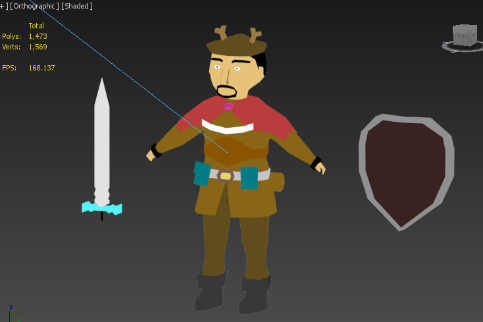 + ] [Orthographic ] [Shaded ]
Total
Polys: 1,473
Verts: 1,569
FPS: 168.137
z